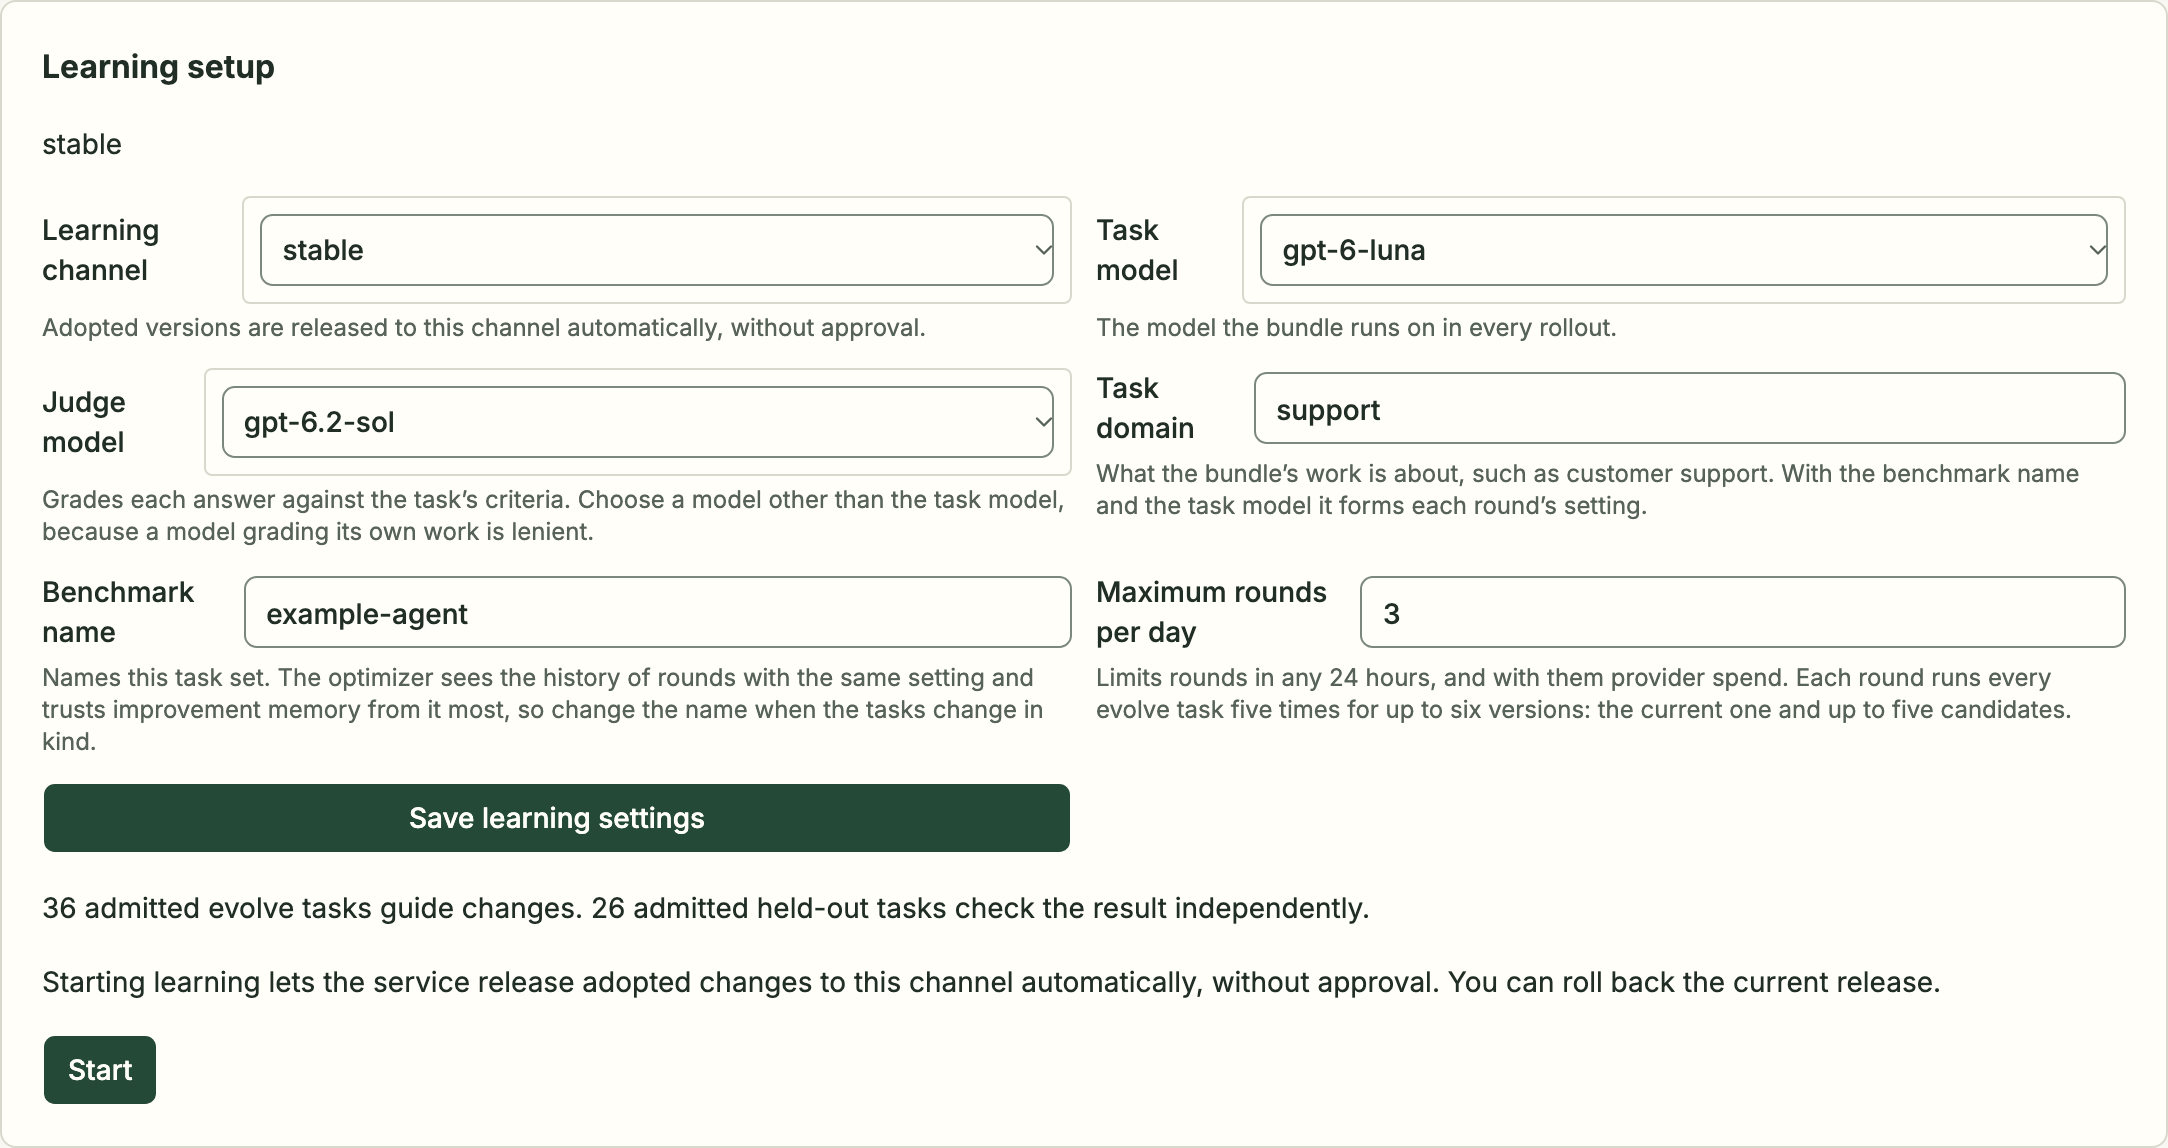 Learning setup
stable
Learning
channel
stable
Task
model
gpt-6-luna
Adopted versions are released to this channel automatically, without approval.
The model the bundle runs on in every rollout.
Judge
model
gpt-6.2-sol
Task
domain
support
Grades each answer against the task’s criteria. Choose a model other than the task model,
because a model grading its own work is lenient.
What the bundle’s work is about, such as customer support. With the benchmark name
and the task model it forms each round’s setting.
Benchmark
name
example-agent
Maximum rounds
per day
3
Names this task set. The optimizer sees the history of rounds with the same setting and
trusts improvement memory from it most, so change the name when the tasks change in
kind.
Limits rounds in any 24 hours, and with them provider spend. Each round runs every
evolve task five times for up to six versions: the current one and up to five candidates.
Save learning settings
36 admitted evolve tasks guide changes. 26 admitted held-out tasks check the result independently.
Starting learning lets the service release adopted changes to this channel automatically, without approval. You can roll back the current release.
Start